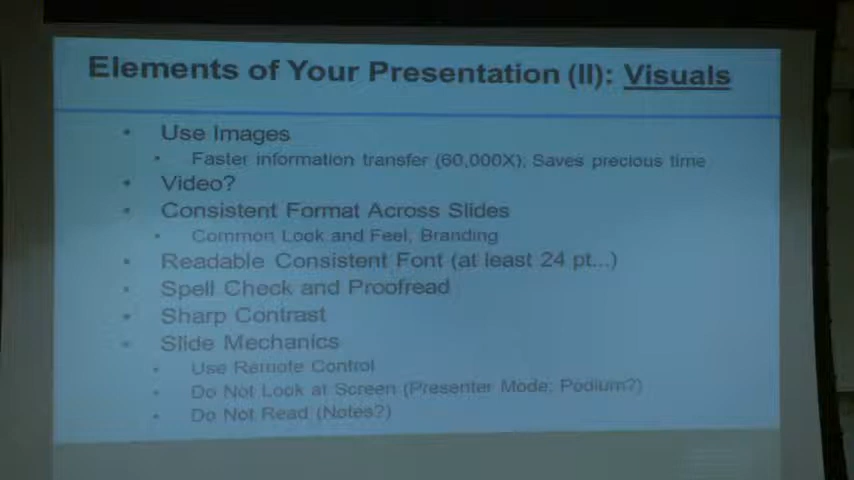 Elements of Your Presentation (II): Visuals
• Use Images
• Faster information transfer (60,000X); Saves precious time
• Video?
• Consistent Format Across Slides
• Common Look and Feel, Branding
• Readable Consistent Font (at least 24 pt...)
• Spell Check and Proofread
• Sharp Contrast
• Slide Mechanics
• Use Remote Control
• Do Not Look at Screen (Presenter Mode; Podium?)
• Do Not Read (Notes?)